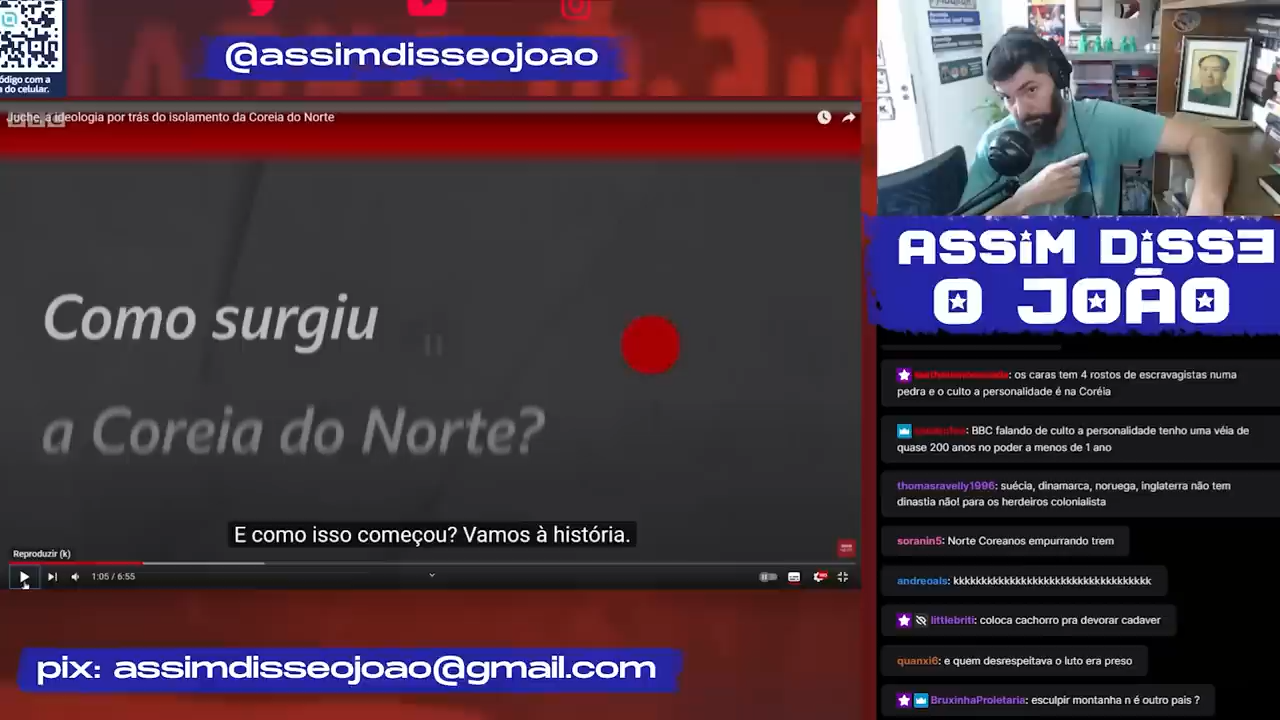 ódigo com a
a do celular.
@assimdisseojoao
Juche, a ideologia por trás do isolamento da Coreia do Norte
Como surgiu
a Coreia do Norte?
E como isso começou? Vamos à história.
Reproduzir (k)
1:05 / 6:55
pix: assimdisseojoao@gmail.com
ASSIM DISSE
O JOÃO
: os caras tem 4 rostos de escravagistas numa
pedra e o culto a personalidade é na Coréia
: BBC falando de culto a personalidade tenho uma véia de
quase 200 anos no poder a menos de 1 ano
thomasravelly1996: suécia, dinamarca, noruega, inglaterra não tem
dinastia não! para os herdeiros colonialista
soranin5: Norte Coreanos empurrando trem
andreoals: kkkkkkkkkkkkkkkkkkkkkkkkkkkkkkkkkkk
littlebriti: coloca cachorro pra devorar cadaver
quanxi6: e quem desrespeitava o luto era preso
BruxinhaProletaria: esculpir montanha n é outro pais ?